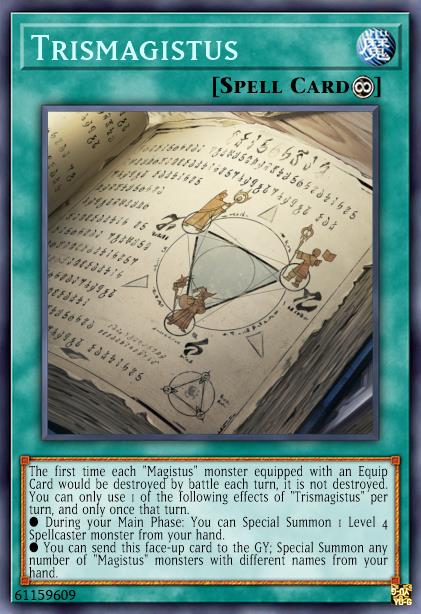 Trismagistus
[Spell Card]
The first time each "Magistus" monster equipped with an Equip
Card would be destroyed by battle each turn, it is not destroyed.
You can only use 1 of the following effects of "Trismagistus" per
turn, and only once that turn.
● During your Main Phase: You can Special Summon 1 Level 4
Spellcaster monster from your hand.
● You can send this face-up card to the GY; Special Summon any
number of "Magistus" monsters with different names from your
hand.
61159609